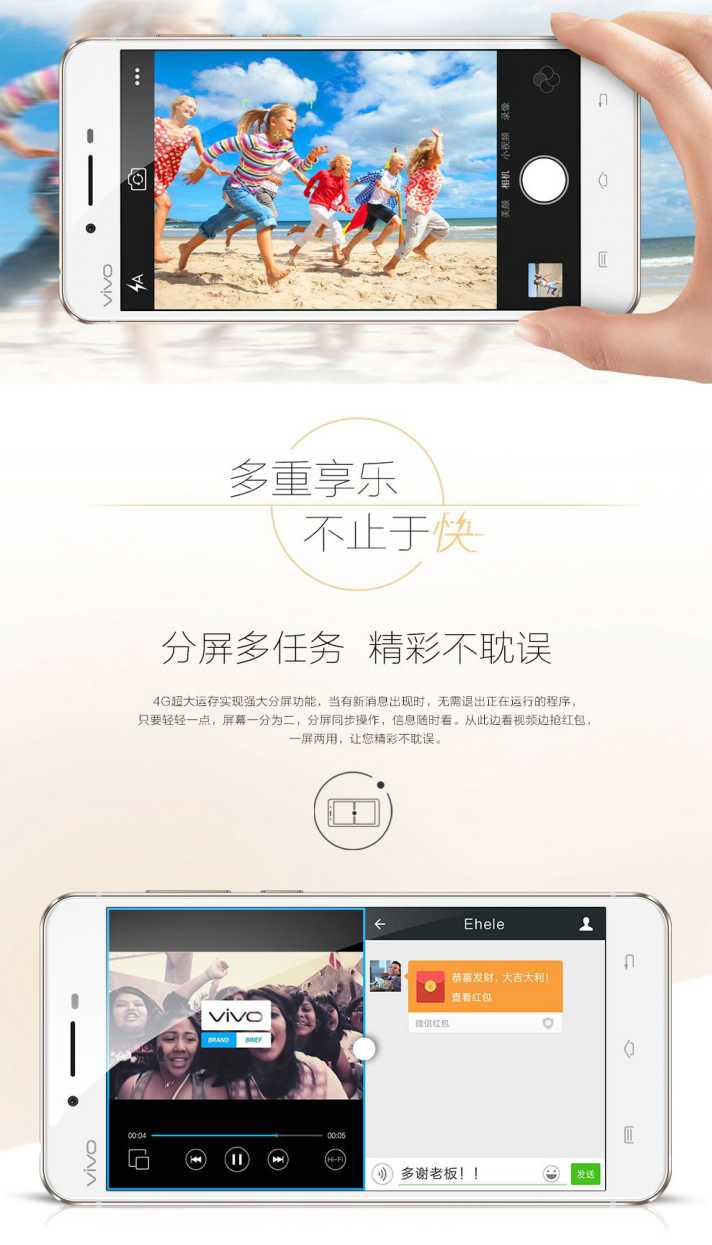 vivo
A
美颜 相机 小视频 录像
多重享乐
不止于快
分屏多任务 精彩不耽误
4G超大运存实现强大分屏功能，当有新消息出现时，无需退出正在运行的程序，
只要轻轻一点，屏幕一分为二，分屏同步操作，信息随时看。从此边看视频边抢红包，
一屏两用，让您精彩不耽误。
vivo
vivo
BRAND BRIEF
00:04 00:05
Hi-Fi
Ehele
恭喜发财，大吉大利！
查看红包
微信红包
多谢老板！！
发送